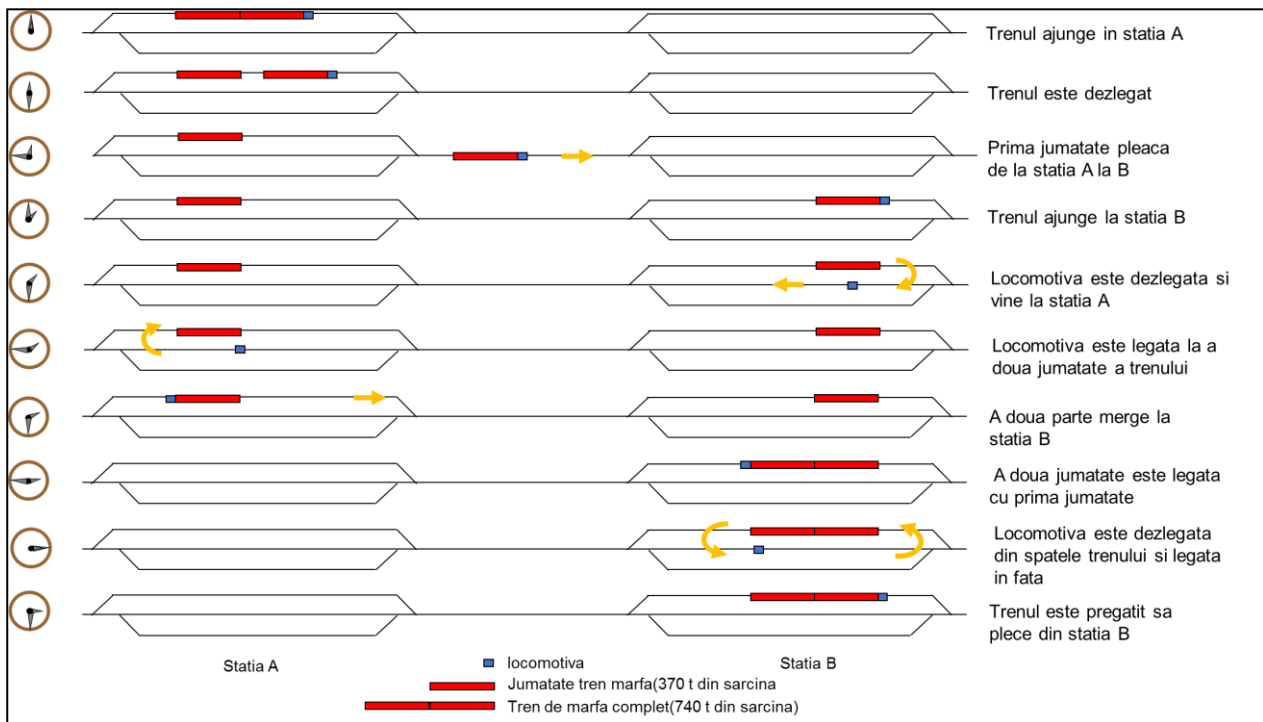 Trenul ajunge in statia A
Trenul este dezlegat
Prima jumatate pleaca
de la statia A la B
Trenul ajunge la statia B
Locomotiva este dezlegata si
vine la statia A
Locomotiva este legata la a
doua jumatate a trenului
A doua parte merge la
statia B
A doua jumatate este legata
cu prima jumatate
Locomotiva este dezlegata
din spatele trenului si legata
in fata
Trenul este pregatit sa
plece din statia B
Statia A
Statia B
locomotiva
Jumatate tren marfa(370 t din sarcina
Tren de marfa complet(740 t din sarcina)